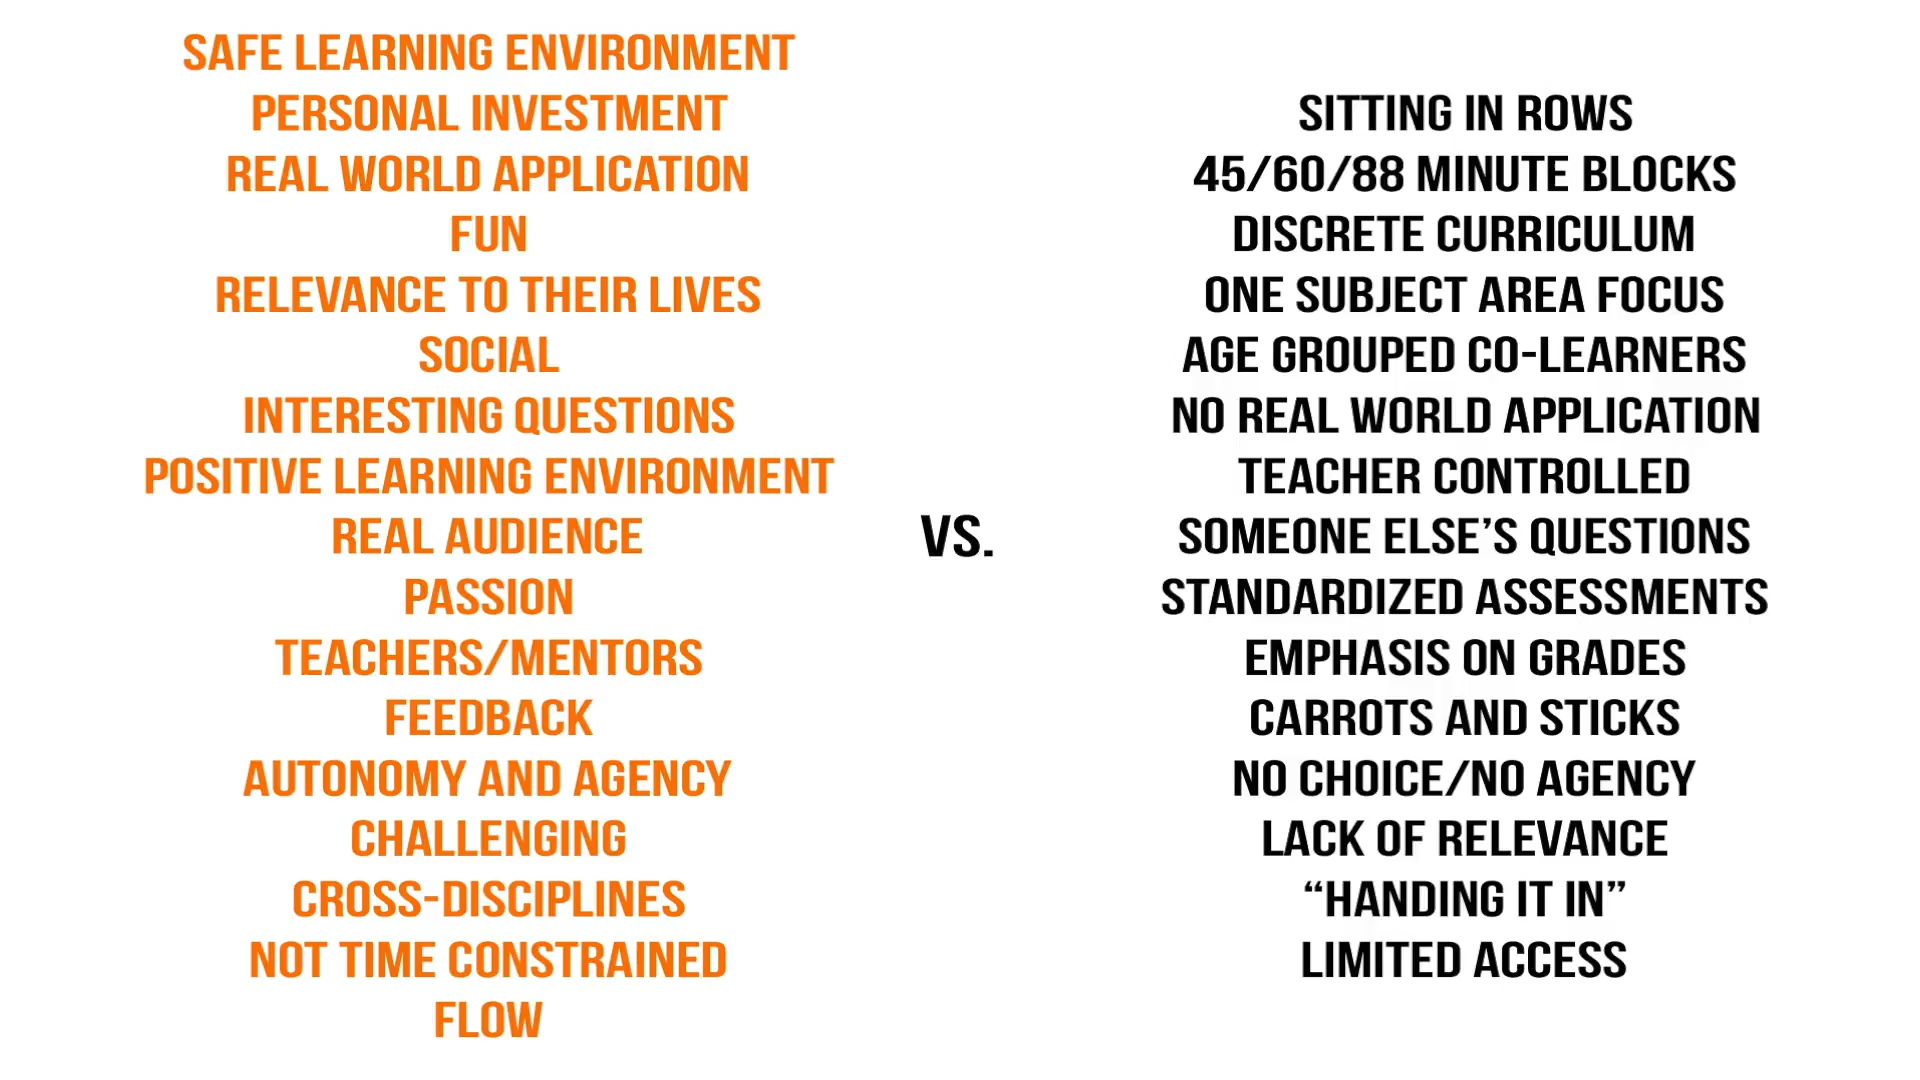 SAFE LEARNING ENVIRONMENT
PERSONAL INVESTMENT
REAL WORLD APPLICATION
FUN
RELEVANCE TO THEIR LIVES
SOCIAL
INTERESTING QUESTIONS
POSITIVE LEARNING ENVIRONMENT
REAL AUDIENCE
PASSION
TEACHERS/MENTORS
FEEDBACK
AUTONOMY AND AGENCY
CHALLENGING
CROSS-DISCIPLINES
NOT TIME CONSTRAINED
FLOW
VS.
SITTING IN ROWS
45/60/88 MINUTE BLOCKS
DISCRETE CURRICULUM
ONE SUBJECT AREA FOCUS
AGE GROUPED CO-LEARNERS
NO REAL WORLD APPLICATION
TEACHER CONTROLLED
SOMEONE ELSE’S QUESTIONS
STANDARDIZED ASSESSMENTS
EMPHASIS ON GRADES
CARROTS AND STICKS
NO CHOICE/NO AGENCY
LACK OF RELEVANCE
“HANDING IT IN”
LIMITED ACCESS